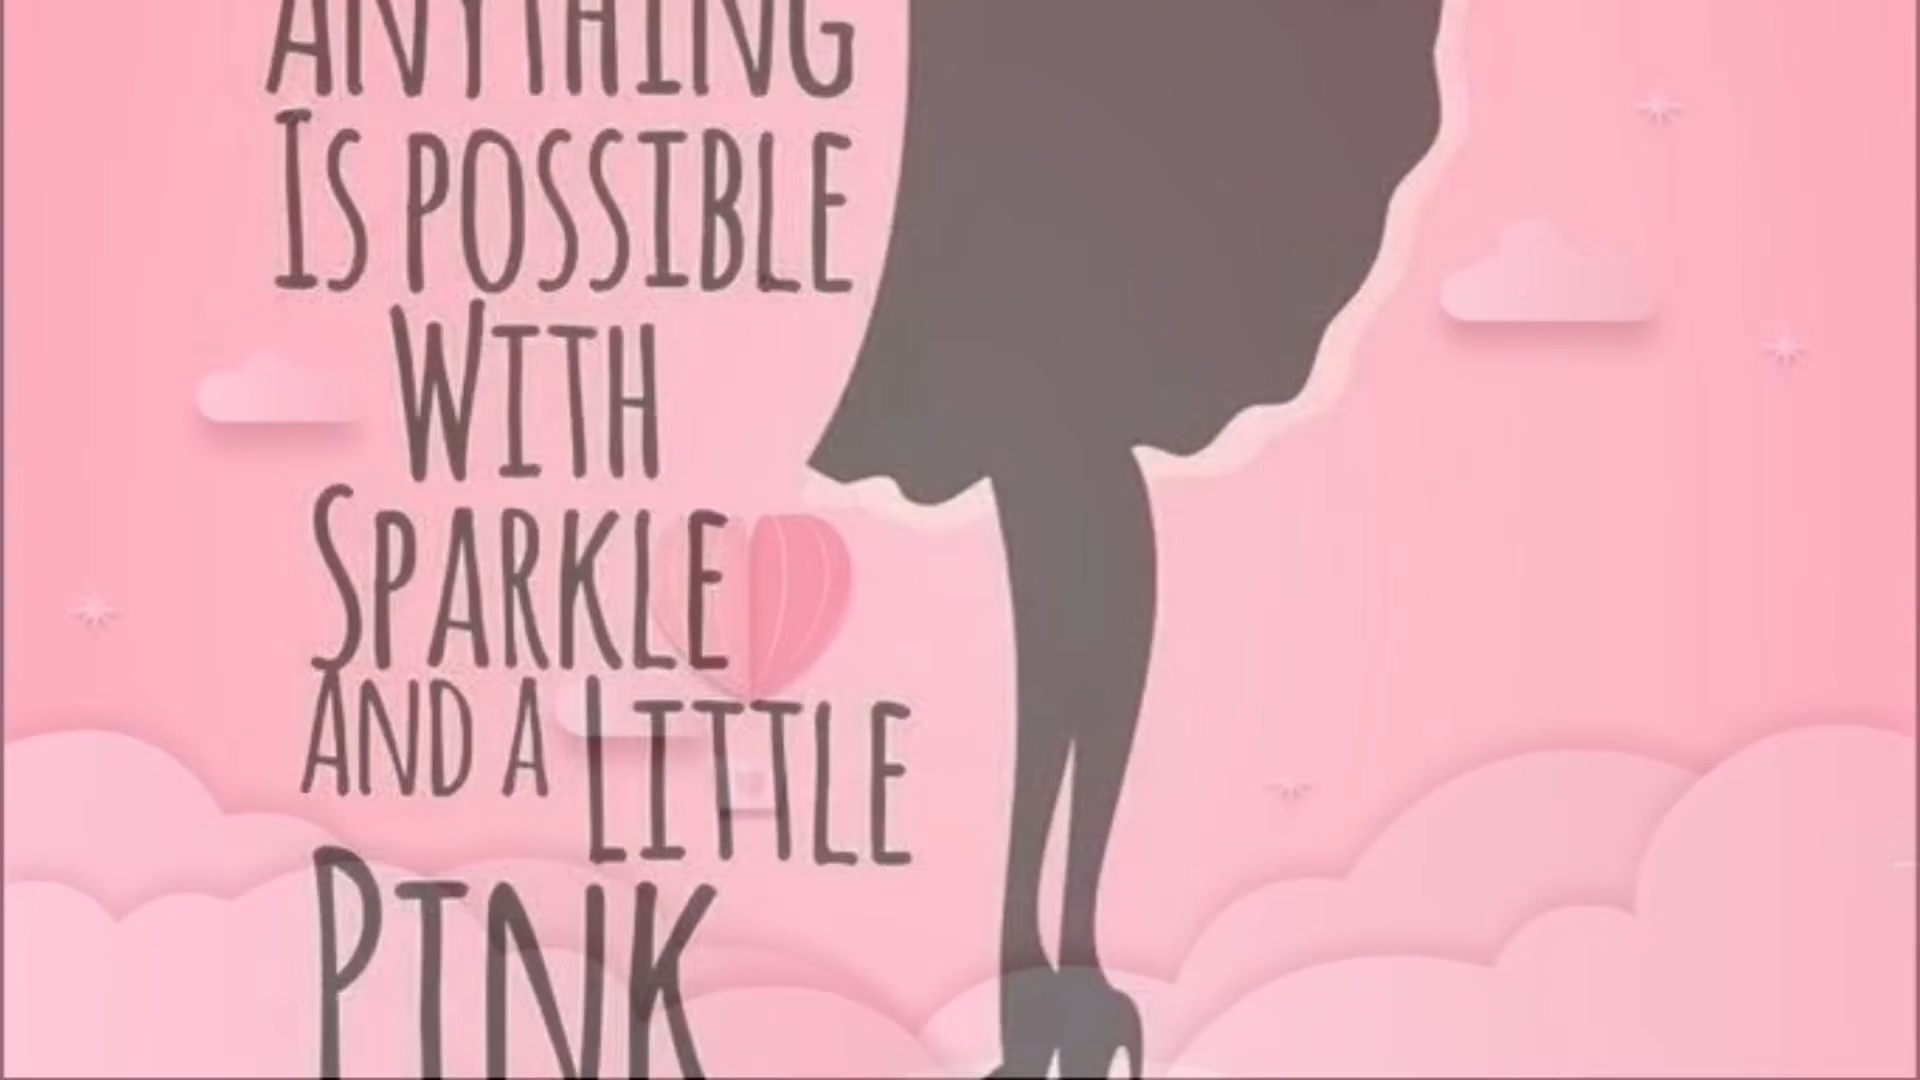 ANYTHING
IS POSSIBLE
WITH
SPARKLE
AND A LITTLE
PINK